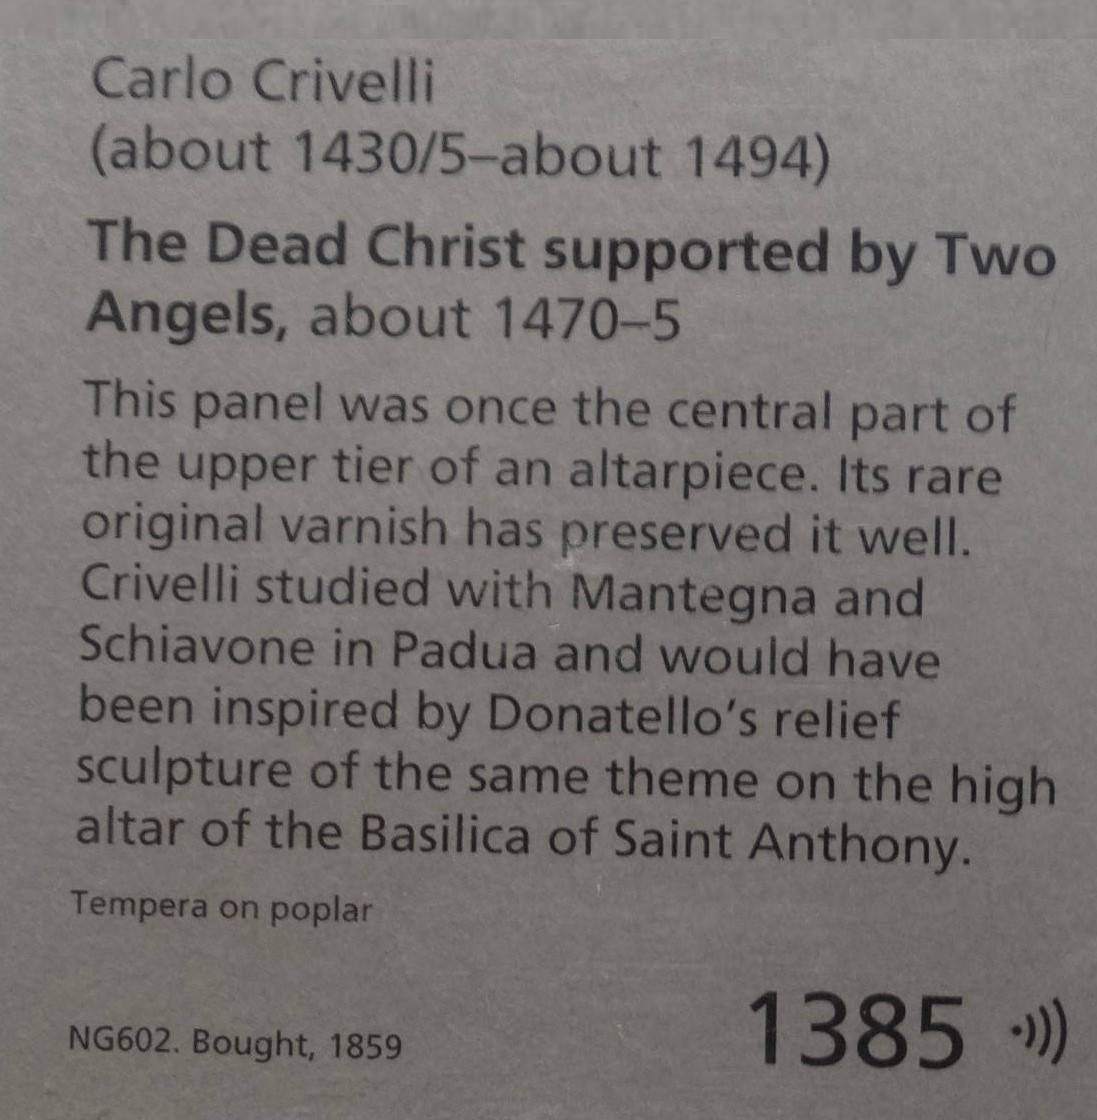 Carlo Crivelli
(about 1430/5–about 1494)
The Dead Christ supported by Two
Angels, about 1470–5
This panel was once the central part of
the upper tier of an altarpiece. Its rare
original varnish has preserved it well.
Crivelli studied with Mantegna and
Schiavone in Padua and would have
been inspired by Donatello’s relief
sculpture of the same theme on the high
altar of the Basilica of Saint Anthony.
Tempera on poplar
NG602. Bought, 1859
1385